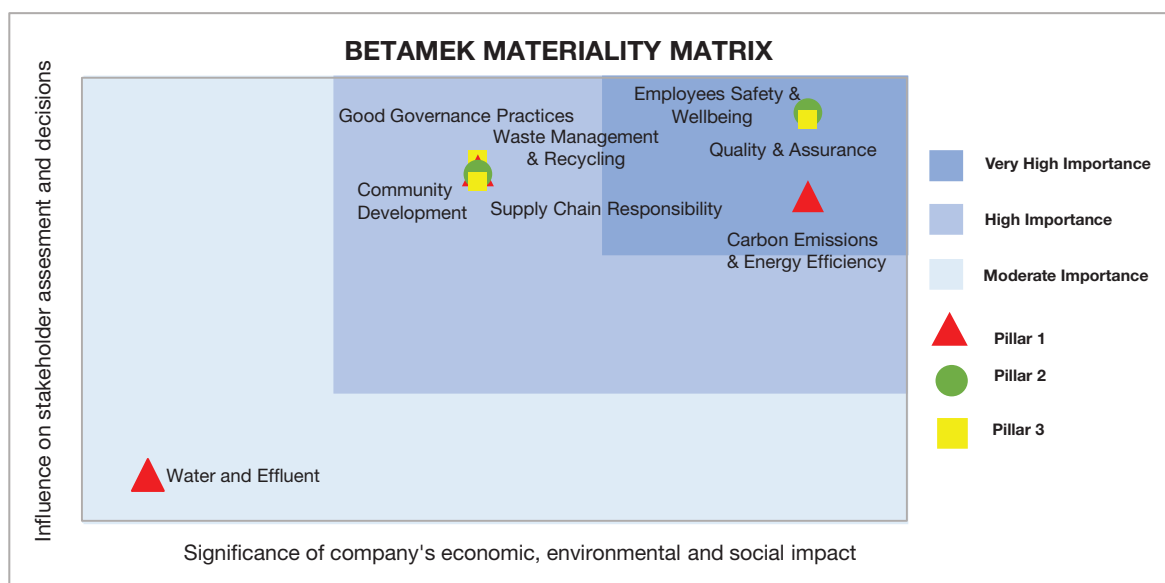 BETAMEK MATERIALITY MATRIX
Influence on stakeholder assesment and decisions
Employees Safety &
Wellbeing
Good Governance Practices
Waste Management
& Recycling
Quality & Assurance
Community
Development
Supply Chain Responsibility
Carbon Emissions
& Energy Efficiency
Water and Effluent
Significance of company's economic, environmental and social impact
Very High Importance
High Importance
Moderate Importance
Pillar 1
Pillar 2
Pillar 3